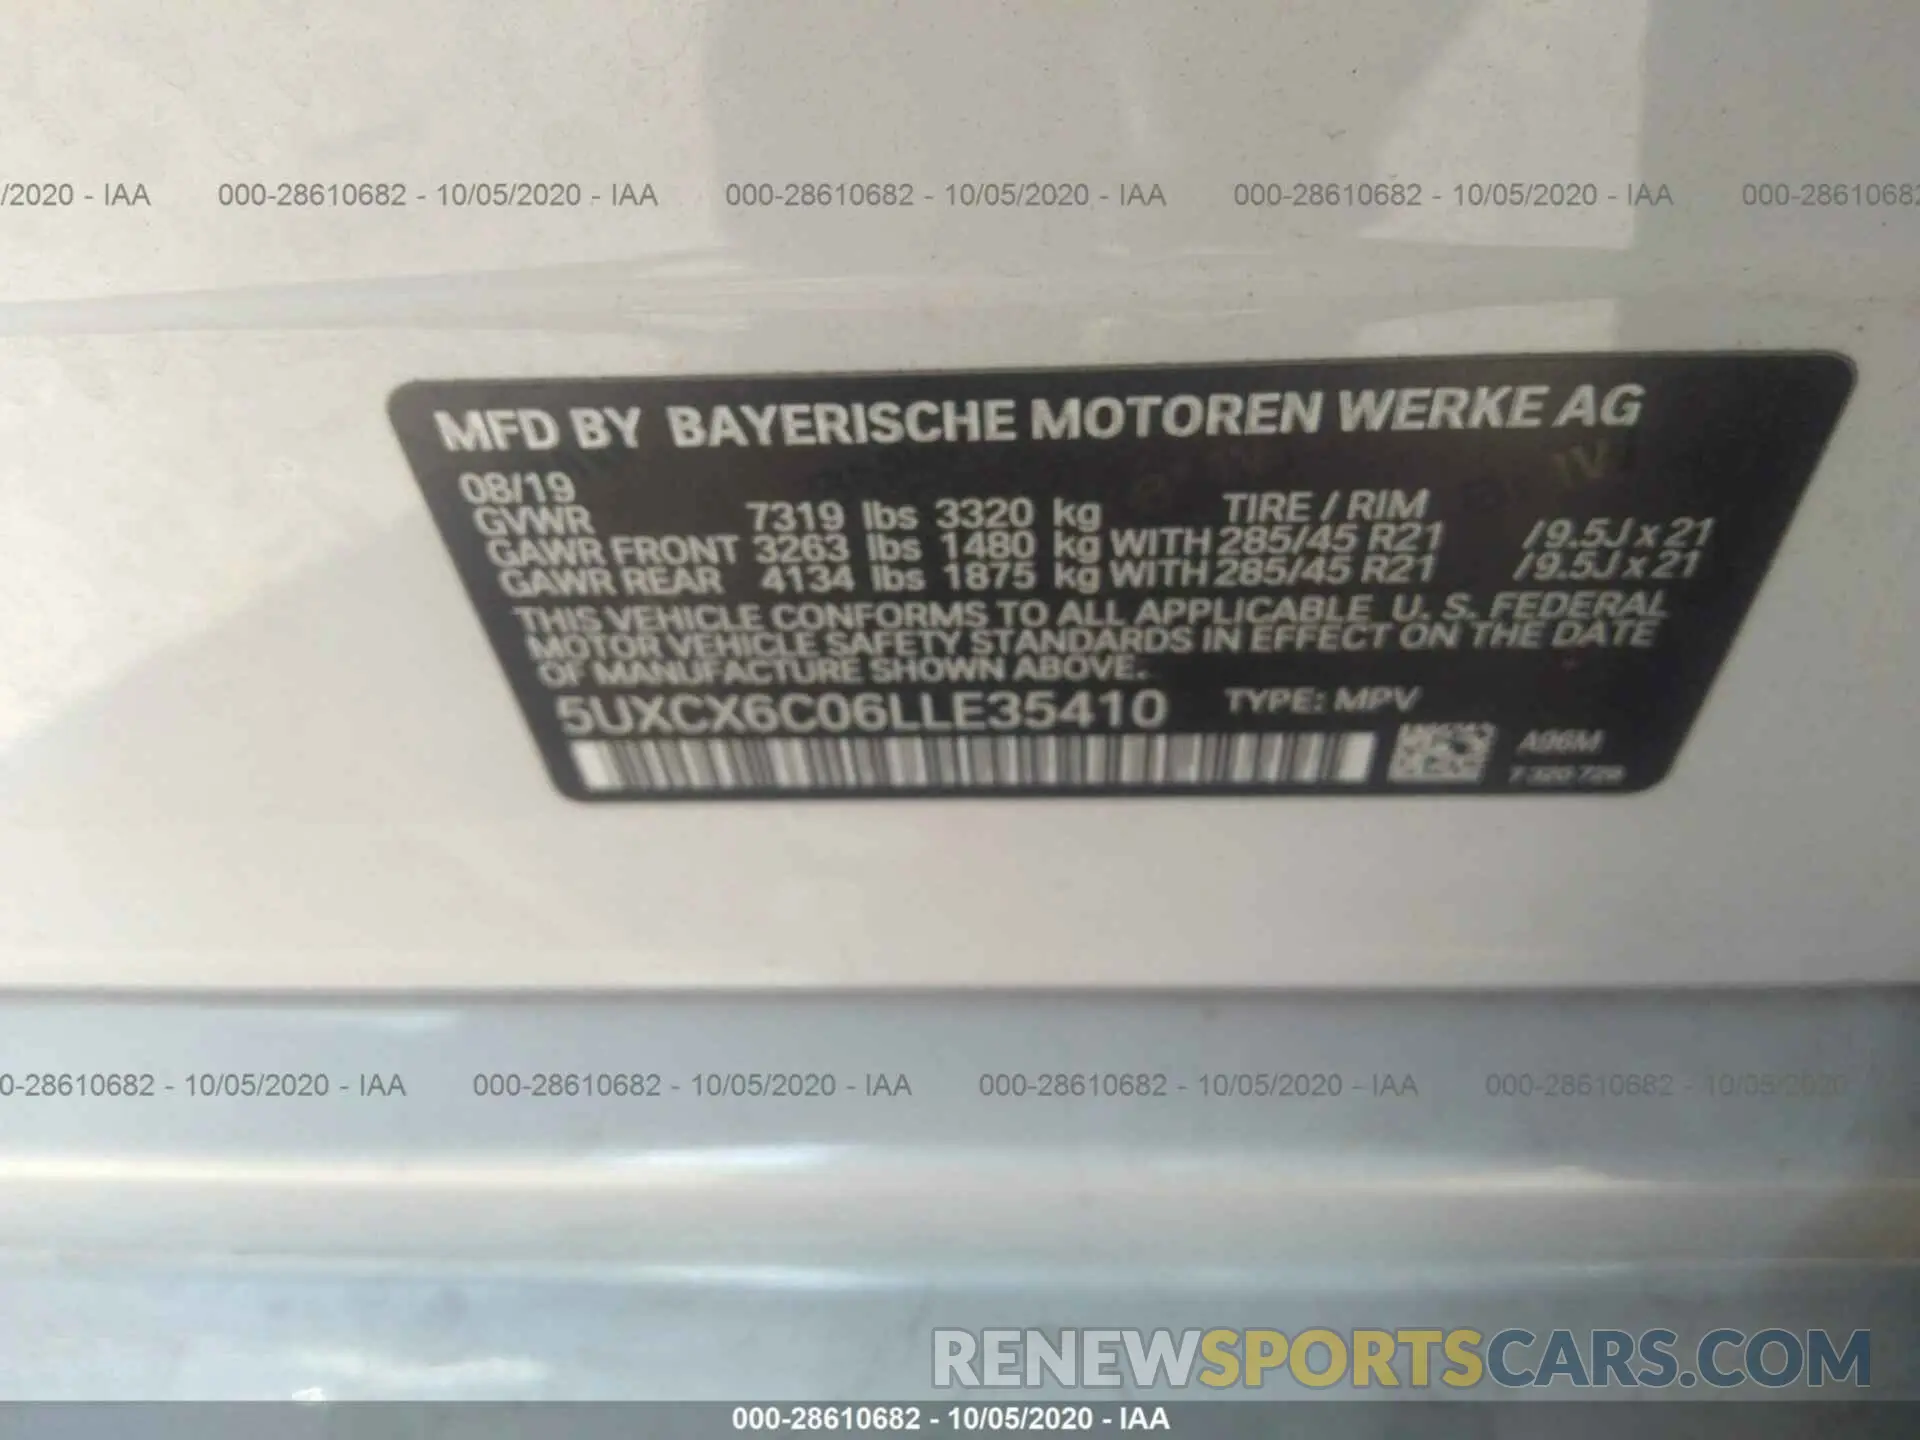 /2020 - IAA 000-28610682 - 10/05/2020 - IAA 000-28610682 - 10/05/2020 - IAA 000-28610682 - 10/05/2020 - IAA 000-28610682
MFD BY BAYERISCHE MOTOREN WERKE AG
08/19 TIRE / RIM
GVWR 7319 lbs 3320 kg
GAWR FRONT 3263 lbs 1480 kg WITH 285/45 R21 / 9.5J x 21
GAWR REAR 4134 lbs 1875 kg WITH 285/45 R21 / 9.5J x 21
THIS VEHICLE CONFORMS TO ALL APPLICABLE U. S. FEDERAL
MOTOR VEHICLE SAFETY STANDARDS IN EFFECT ON THE DATE
OF MANUFACTURE SHOWN ABOVE.
5UXCX6C06LLE35410 TYPE: MPV
A96M
0-28610682 - 10/05/2020 - IAA 000-28610682 - 10/05/2020 - IAA 000-28610682 - 10/05/2020 - IAA 000-28610682 - 10/05/2020
RENEWSPORTSCARS.COM
000-28610682 - 10/05/2020 - IAA